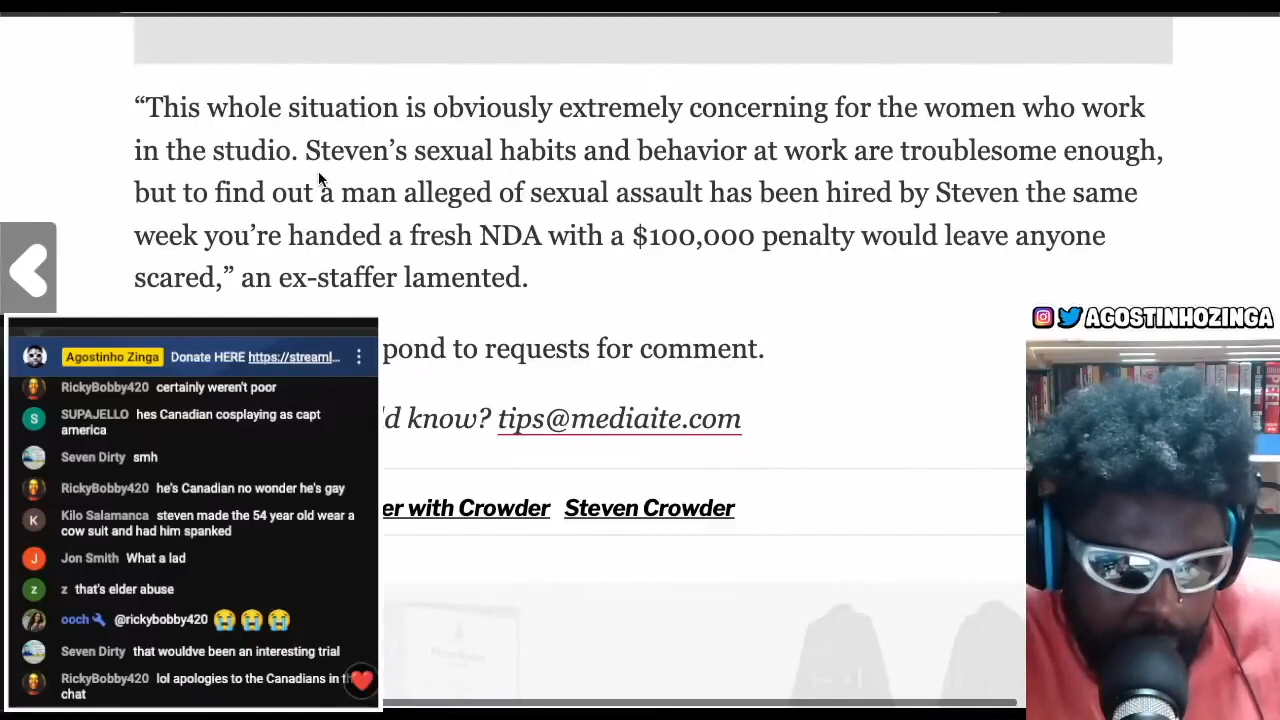 “This whole situation is obviously extremely concerning for the women who work
in the studio. Steven’s sexual habits and behavior at work are troublesome enough,
but to find out a man alleged of sexual assault has been hired by Steven the same
week you’re handed a fresh NDA with a $100,000 penalty would leave anyone
scared,” an ex-staffer lamented.
pond to requests for comment.
d know? tips@mediaite.com
er with Crowder Steven Crowder
AGOSTINHOZINGA
Agostinho Zinga Donate HERE https://streaml...
RickyBobby420 certainly weren't poor
SUPAJELLO hes Canadian cosplaying as capt
america
Seven Dirty smh
RickyBobby420 he's Canadian no wonder he's gay
Kilo Salamanca steven made the 54 year old wear a
cow suit and had him spanked
Jon Smith What a lad
z that's elder abuse
ooch @rickybobby420 😭 😭 😭
Seven Dirty that wouldve been an interesting trial
RickyBobby420 lol apologies to the Canadians in th
chat